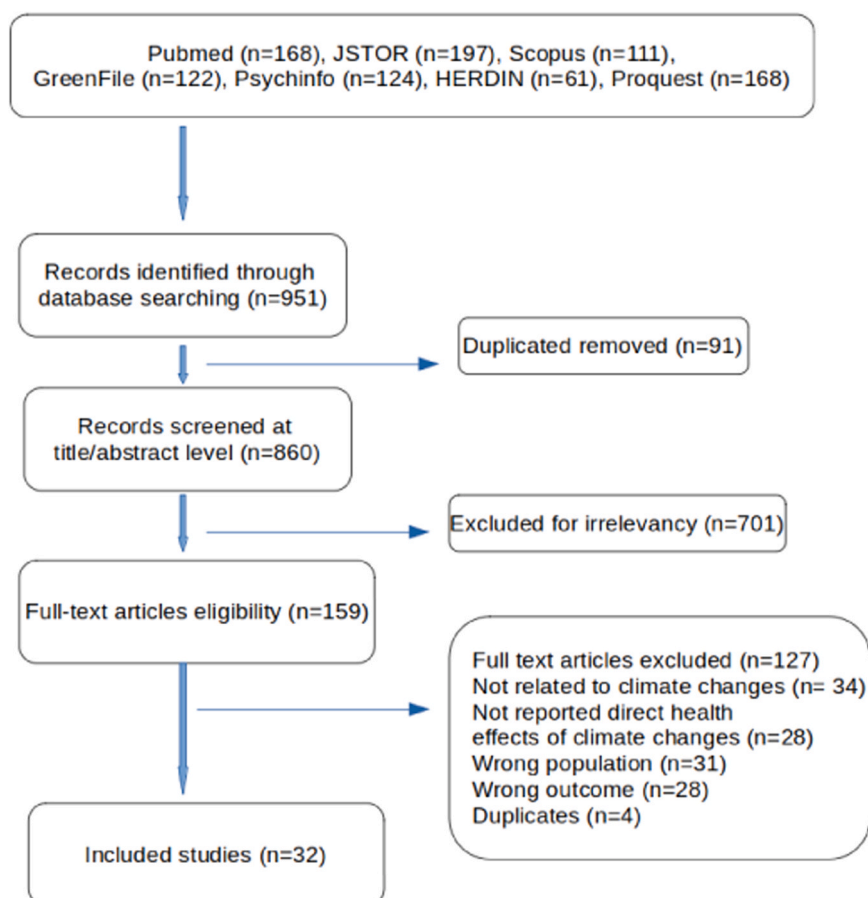 Pubmed (n=168), JSTOR (n=197), Scopus (n=111),
GreenFile (n=122), Psychinfo (n=124), HERDIN (n=61), Proquest (n=168)
Records identified through
database searching (n=951)
Duplicated removed (n=91)
Records screened at
title/abstract level (n=860)
Excluded for irrelevancy (n=701)
Full-text articles eligibility (n=159)
Full text articles excluded (n=127)
Not related to climate changes (n= 34)
Not reported direct health
effects of climate changes (n=28)
Wrong population (n=31)
Wrong outcome (n=28)
Duplicates (n=4)
Included studies (n=32)